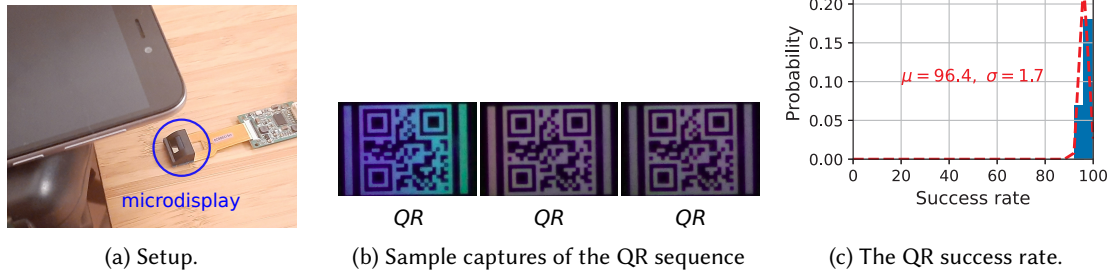 microdisplay
(a) Setup.
QR QR QR
(b) Sample captures of the QR sequence
Probability
0.20
0.15
0.10
0.05
0.00
μ = 96.4, σ = 1.7
0 20 40 60 80 100
Success rate
(c) The QR success rate.